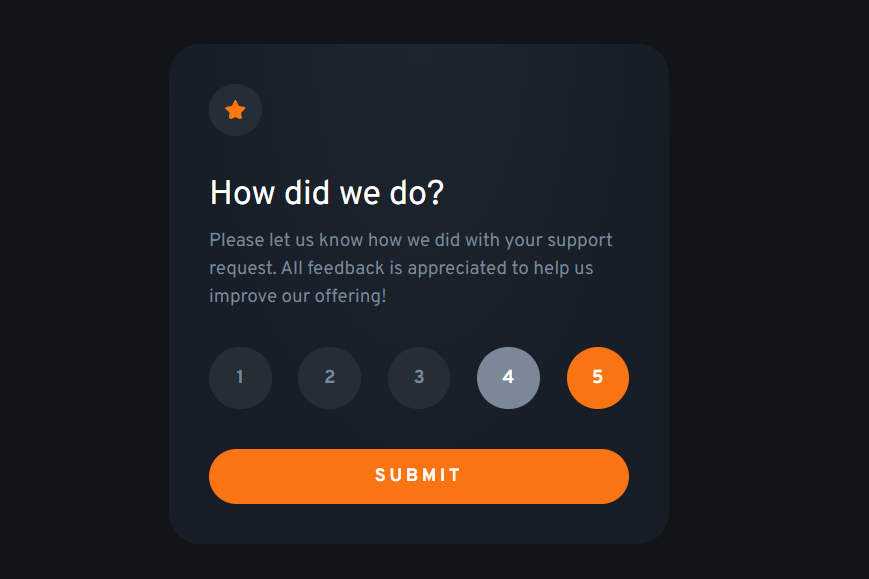 How did we do?
Please let us know how we did with your support
request. All feedback is appreciated to help us
improve our offering!
1 2 3 4 5
SUBMIT